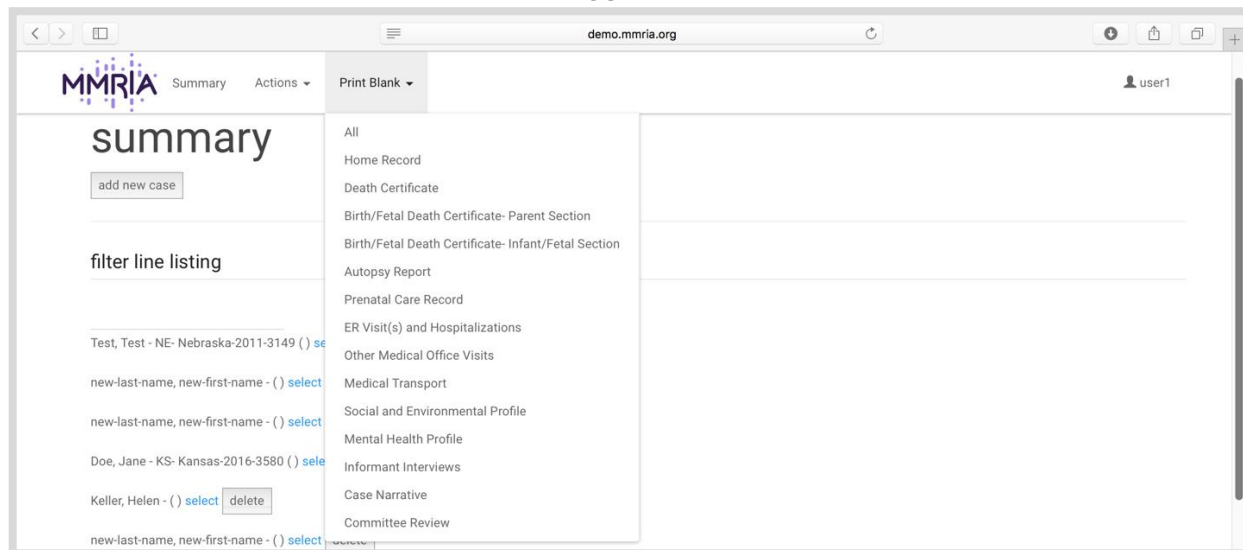 demo.mmria.org
MMRIA Summary Actions Print Blank user1
summary
add new case
filter line listing
All
Home Record
Death Certificate
Birth/Fetal Death Certificate- Parent Section
Birth/Fetal Death Certificate- Infant/Fetal Section
Autopsy Report
Prenatal Care Record
ER Visit(s) and Hospitalizations
Other Medical Office Visits
Medical Transport
Social and Environmental Profile
Mental Health Profile
Informant Interviews
Case Narrative
Committee Review
Test, Test - NE- Nebraska-2011-3149 ( ) se
new-last-name, new-first-name - ( ) select
new-last-name, new-first-name - ( ) select
Doe, Jane - KS- Kansas-2016-3580 ( ) sele
Keller, Helen - ( ) select delete
new-last-name, new-first-name - ( ) select delete